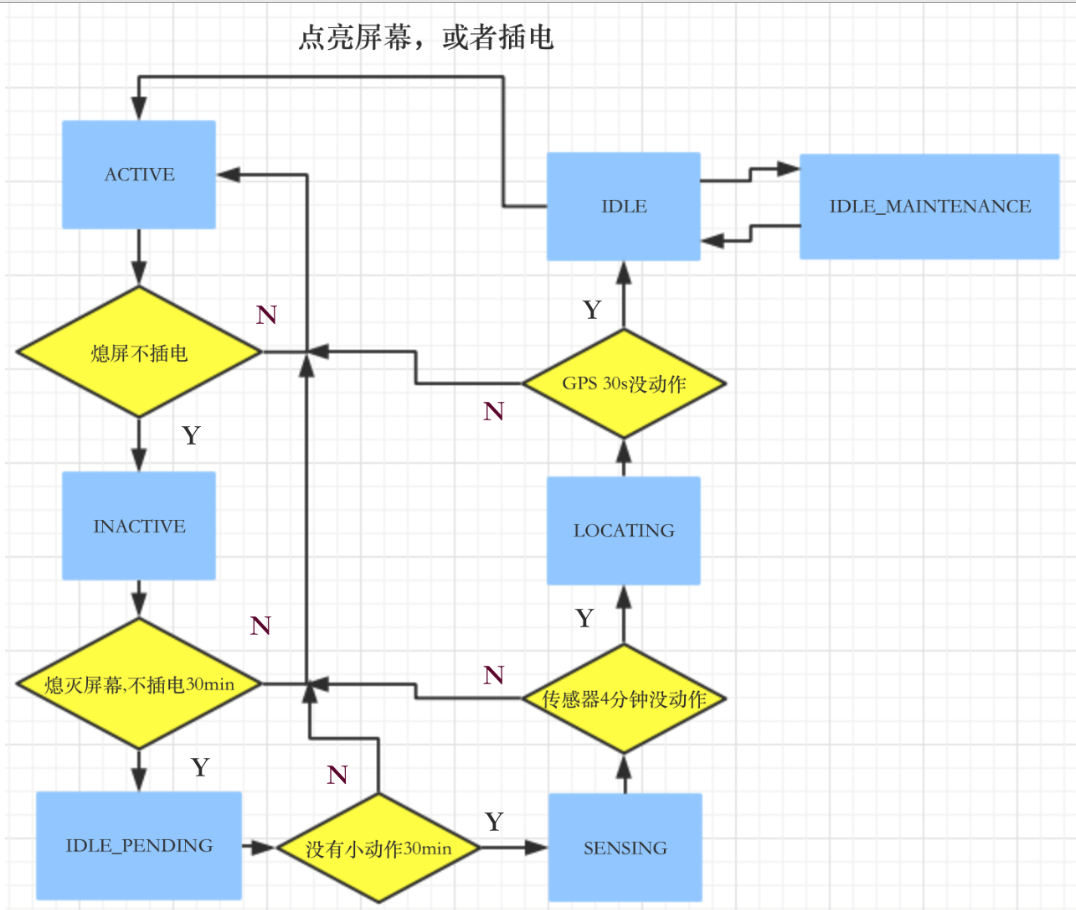 点亮屏幕，或者插电
ACTIVE
IDLE
IDLE_MAINTENANCE
N
Y
熄屏不插电
GPS 30s没动作
N
Y
INACTIVE
LOCATING
N
Y
熄灭屏幕,不插电30min
N
传感器4分钟没动作
Y
N
Y
IDLE_PENDING
没有小动作30min
SENSING